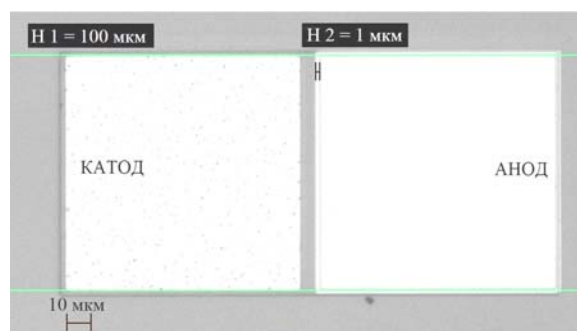 Н 1 = 100 мкм
Н 2 = 1 мкм
КАТОД
АНОД
10 мкм